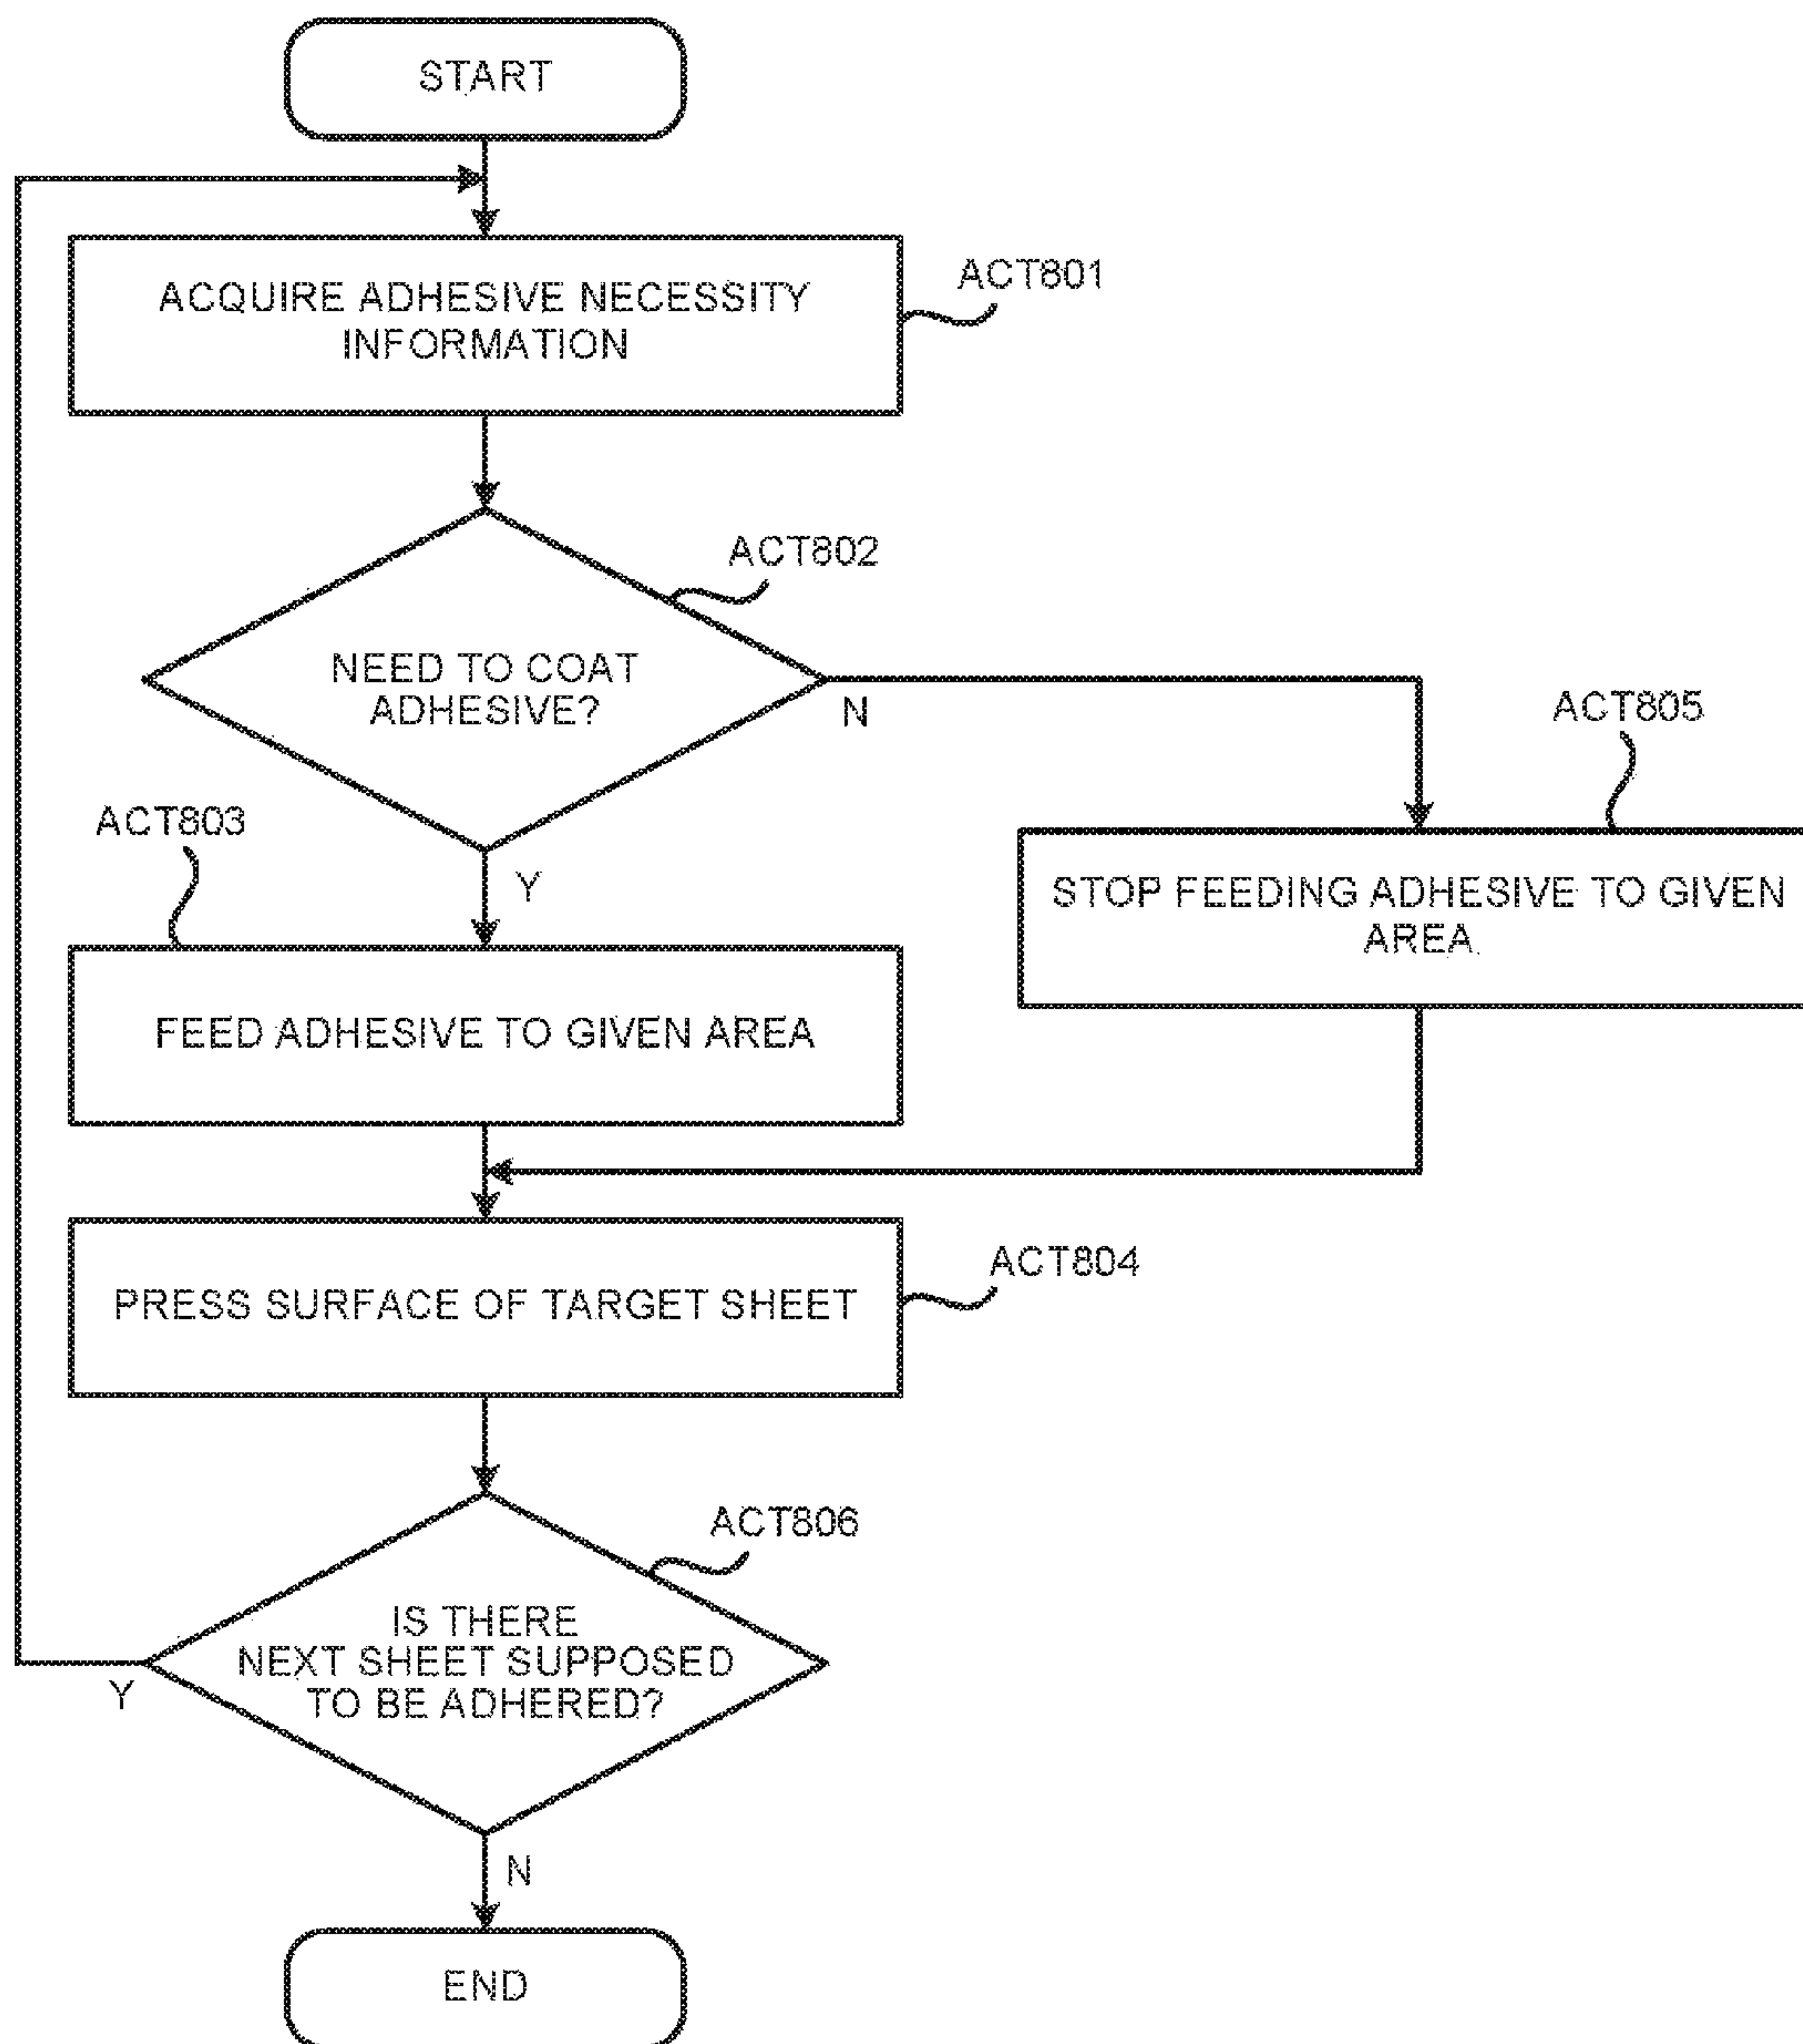 START
ACQUIRE ADHESIVE NECESSITY
INFORMATION
ACT801
ACT802
NEED TO COAT
ADHESIVE?
N
ACT805
ACT803
Y
STOP FEEDING ADHESIVE TO GIVEN
AREA
FEED ADHESIVE TO GIVEN AREA
PRESS SURFACE OF TARGET SHEET
ACT804
ACT806
IS THERE
NEXT SHEET SUPPOSED
TO BE ADHERED?
Y
N
END